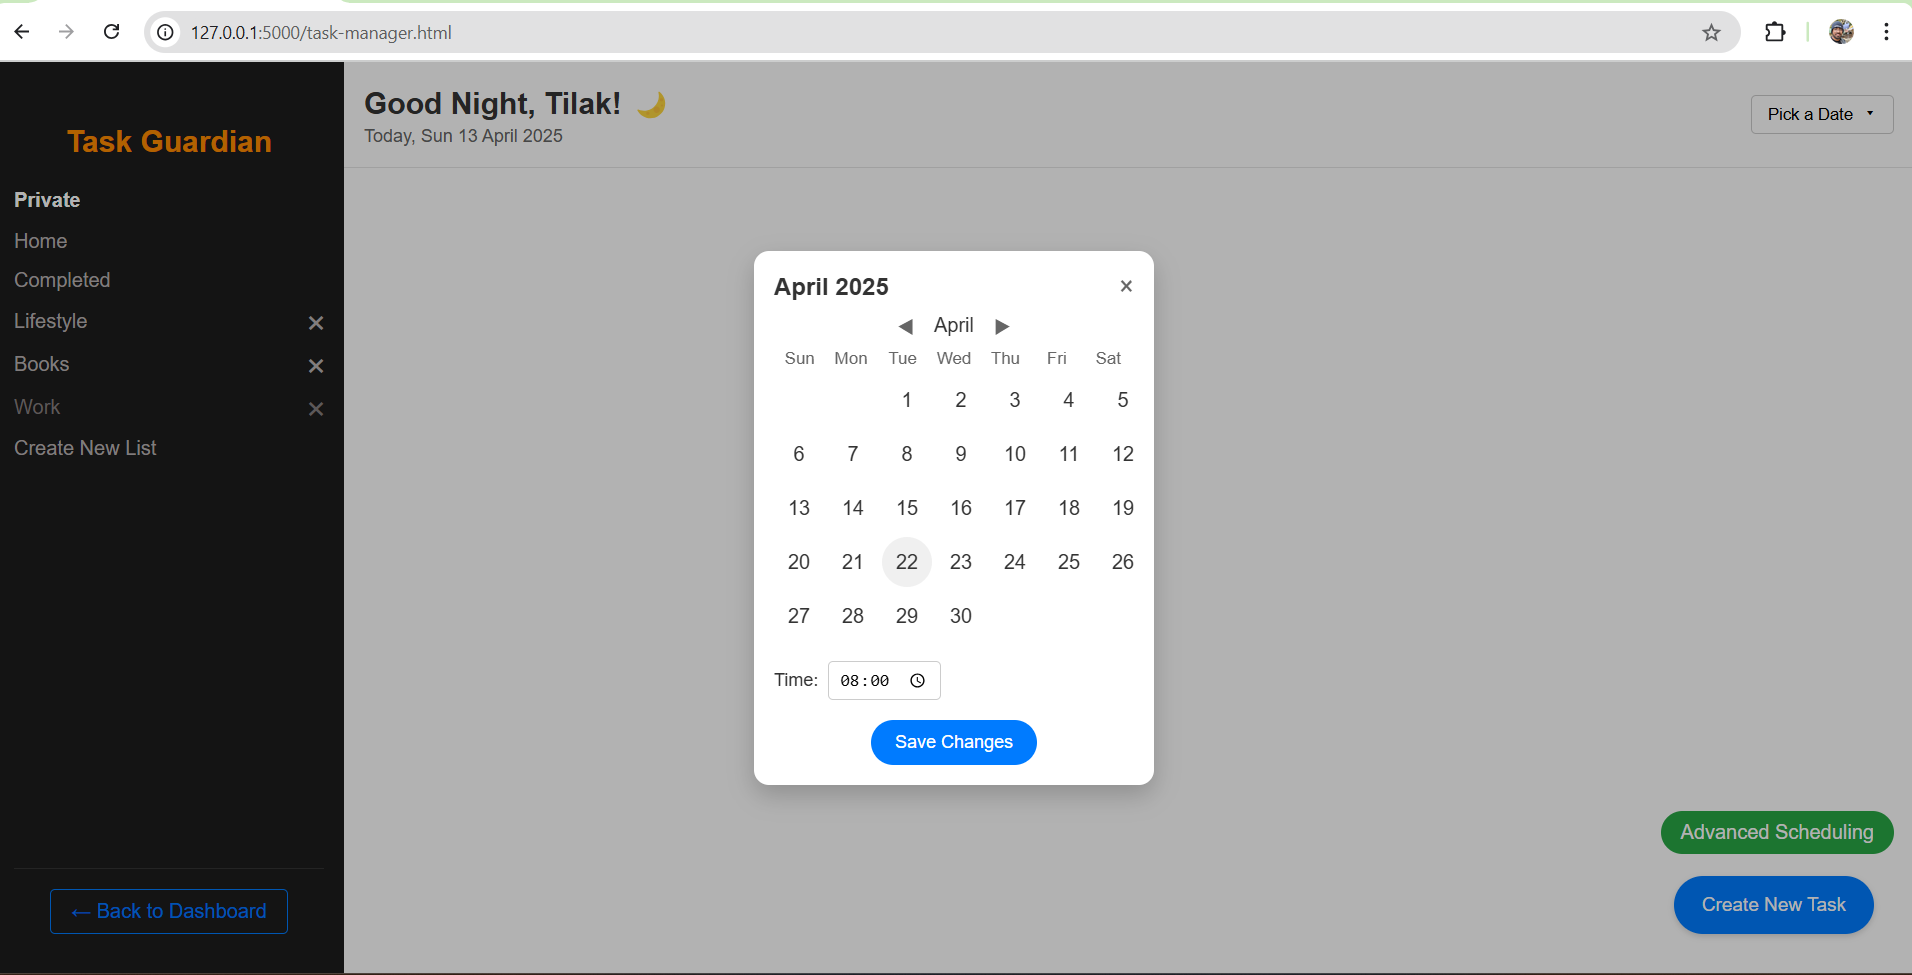 127.0.0.1:5000/task-manager.html
Task Guardian
Private
Home
Completed
Lifestyle ×
Books ×
Work ×
Create New List
← Back to Dashboard
Good Night, Tilak! 🌙
Today, Sun 13 April 2025
Pick a Date ▾
April 2025 ×
◀ April ▶
Sun Mon Tue Wed Thu Fri Sat
1 2 3 4 5
6 7 8 9 10 11 12
13 14 15 16 17 18 19
20 21 22 23 24 25 26
27 28 29 30
Time: 08:00
Save Changes
Advanced Scheduling
Create New Task